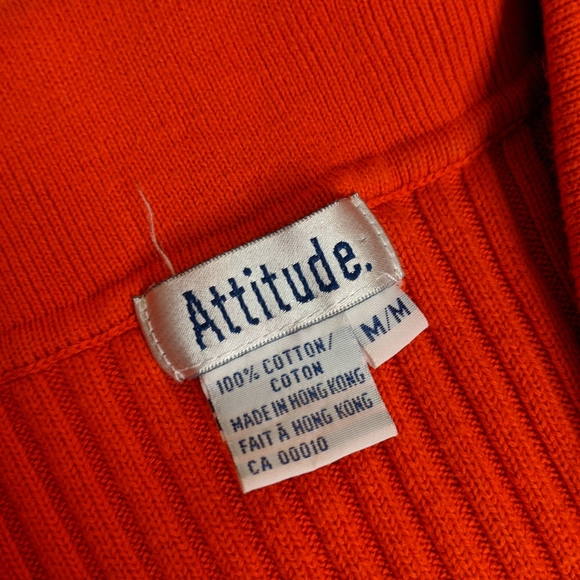 Attitude.
M/M
100% COTTON/
COTON
MADE IN HONG KONG
FAIT À HONG KONG
CA 00010